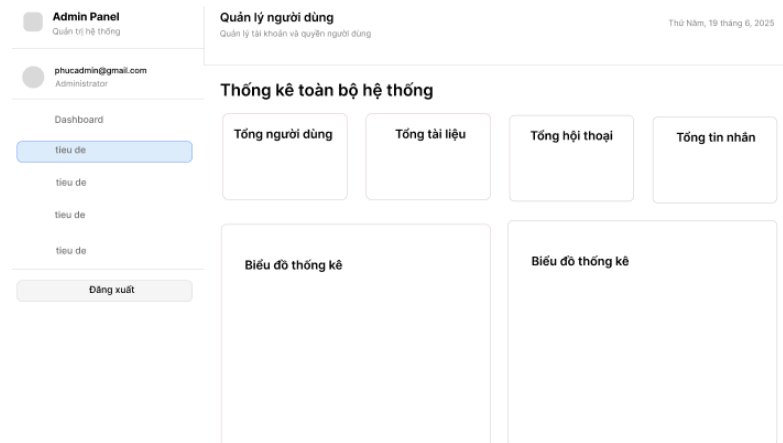 Admin Panel
Quản trị hệ thống
phucadmin@gmail.com
Administrator
Dashboard
tieu de
tieu de
tieu de
tieu de
Đăng xuất
Quản lý người dùng
Quản lý tài khoản và quyền người dùng
Thứ Năm, 19 tháng 6, 2025
Thống kê toàn bộ hệ thống
Tổng người dùng
Tổng tài liệu
Tổng hội thoại
Tổng tin nhắn
Biểu đồ thống kê
Biểu đồ thống kê